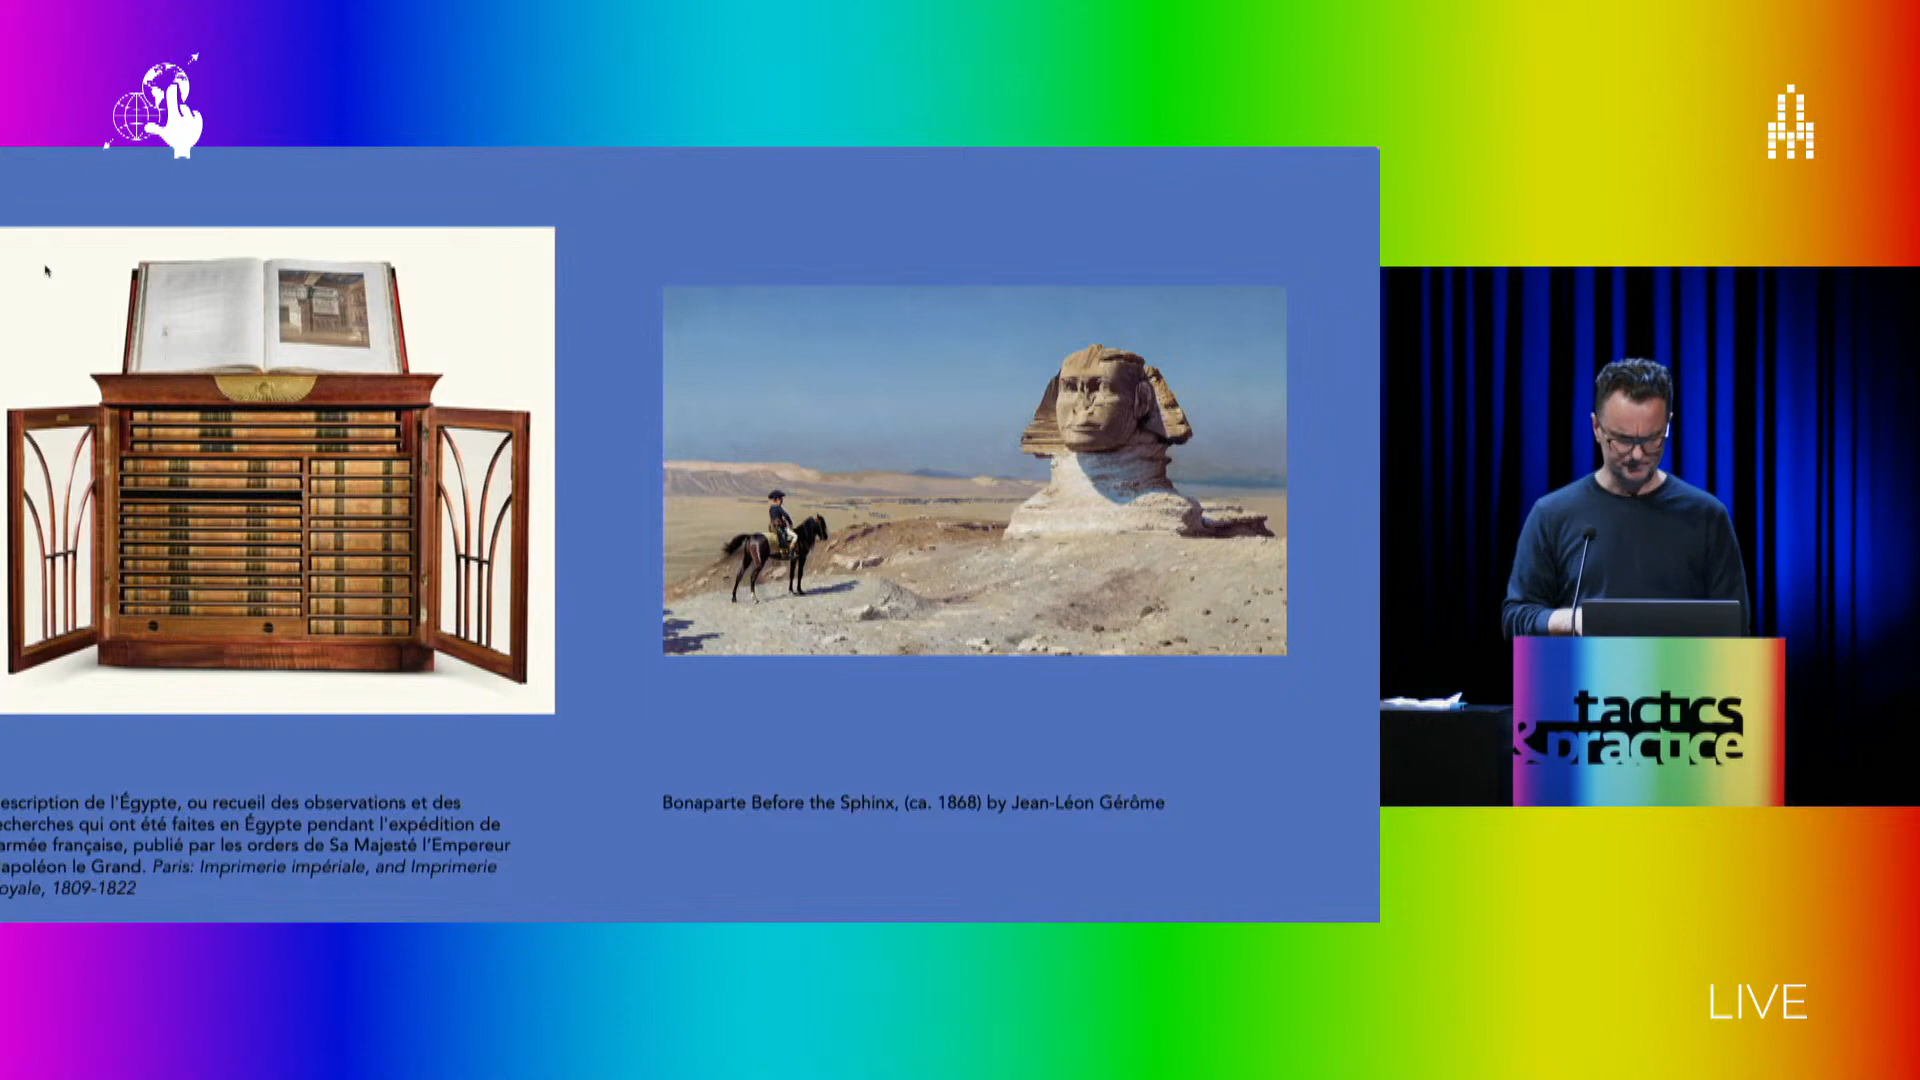 escription de l'Égypte, ou recueil des observations et des
echerches qui ont été faites en Égypte pendant l'expédition de
armée française, publié par les orders de Sa Majesté l'Empereur
apoléon le Grand. Paris: Imprimerie impériale, and Imprimerie
oyale, 1809-1822
Bonaparte Before the Sphinx, (ca. 1868) by Jean-Léon Gérôme
tactics
& practice
LIVE